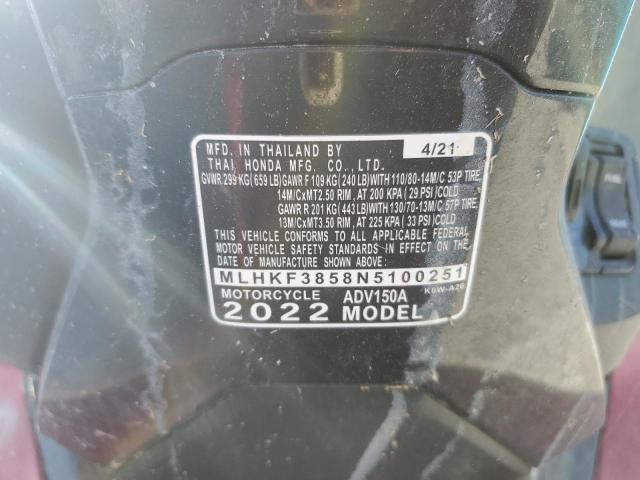 MFD. IN THAILAND BY 4/21
THAI HONDA MFG. CO., LTD.
GVWR 299 KG ( 659 LB) GAWR F 109 KG ( 240 LB) WITH 110/80-14M/C 53P TIRE
14M/CxMT2.50 RIM, AT 200 KPA ( 29 PSI) COLD
GAWR R 201 KG ( 443 LB) WITH 130/70-13M/C 57P TIRE
13M/CxMT3.50 RIM, AT 225 KPA ( 33 PSI) COLD
THIS VEHICLE CONFORMS TO ALL APPLICABLE FEDERAL
MOTOR VEHICLE SAFETY STANDARDS IN EFFECT ON THE
DATE OF MANUFACTURE SHOWN ABOVE.
MLHKF3858N5100251
K0W-A20
MOTORCYCLE ADV150A
2022 MODEL
FUEL
SEAT